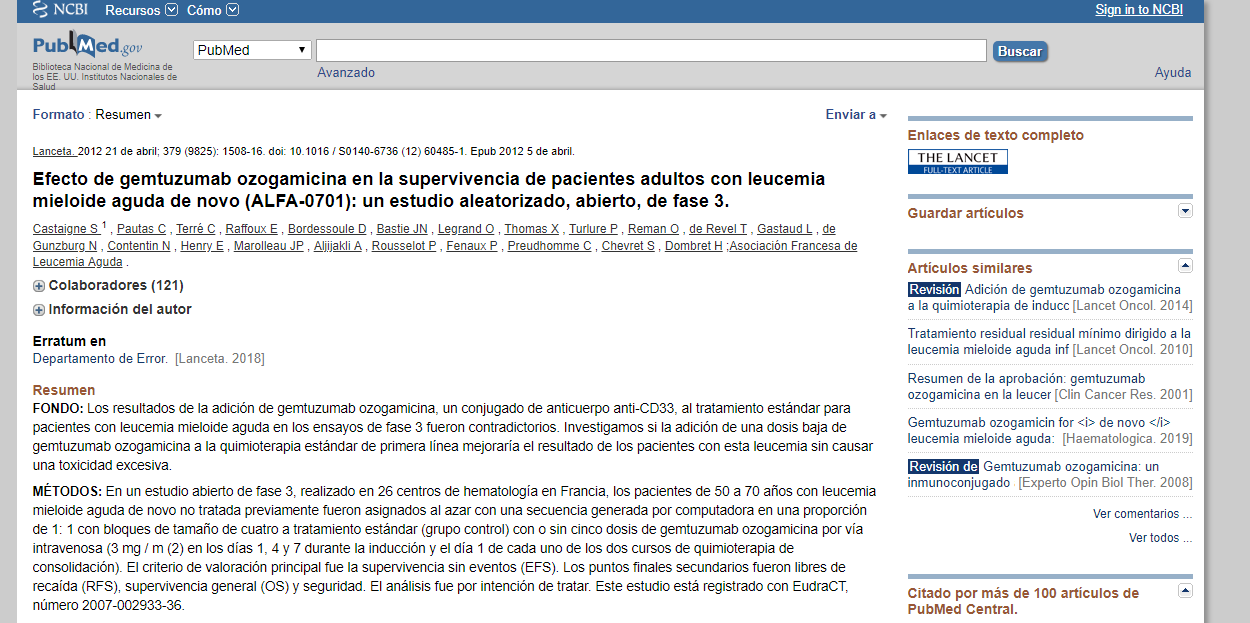 NCBI Recursos Cómo Sign in to NCBI
PubMed.gov
Biblioteca Nacional de Medicina de
los EE. UU. Institutos Nacionales de
Salud
PubMed Buscar
Avanzado Ayuda
Formato : Resumen Enviar a
Lanceta. 2012 21 de abril; 379 (9825): 1508-16. doi: 10.1016 / S0140-6736 (12) 60485-1. Epub 2012 5 de abril.
Efecto de gemtuzumab ozogamicina en la supervivencia de pacientes adultos con leucemia
mieloide aguda de novo (ALFA-0701): un estudio aleatorizado, abierto, de fase 3.
Castaigne S 1 , Pautas C , Terré C , Raffoux E , Bordessoule D , Bastie JN , Legrand O , Thomas X , Turlure P , Reman O , de Revel T , Gastaud L , de
Gunzburg N , Contentin N , Henry E , Marolleau JP , Aljijakli A , Rousselot P , Fenaux P , Preudhomme C , Chevret S , Dombret H ;Asociación Francesa de
Leucemia Aguda .
Colaboradores (121)
Información del autor
Erratum en
Departamento de Error. [Lanceta. 2018]
Resumen
FONDO: Los resultados de la adición de gemtuzumab ozogamicina, un conjugado de anticuerpo anti-CD33, al tratamiento estándar para
pacientes con leucemia mieloide aguda en los ensayos de fase 3 fueron contradictorios. Investigamos si la adición de una dosis baja de
gemtuzumab ozogamicina a la quimioterapia estándar de primera línea mejoraría el resultado de los pacientes con esta leucemia sin causar
una toxicidad excesiva.
MÉTODOS: En un estudio abierto de fase 3, realizado en 26 centros de hematología en Francia, los pacientes de 50 a 70 años con leucemia
mieloide aguda de novo no tratada previamente fueron asignados al azar con una secuencia generada por computadora en una proporción
de 1: 1 con bloques de tamaño de cuatro a tratamiento estándar (grupo control) con o sin cinco dosis de gemtuzumab ozogamicina por vía
intravenosa (3 mg / m (2) en los días 1, 4 y 7 durante la inducción y el día 1 de cada uno de los dos cursos de quimioterapia de
consolidación). El criterio de valoración principal fue la supervivencia sin eventos (EFS). Los puntos finales secundarios fueron libres de
recaída (RFS), supervivencia general (OS) y seguridad. El análisis fue por intención de tratar. Este estudio está registrado con EudraCT,
número 2007-002933-36.
Enlaces de texto completo
THE LANCET
FULL-TEXT ARTICLE
Guardar artículos
Artículos similares
Revisión Adición de gemtuzumab ozogamicina
a la quimioterapia de inducc [Lancet Oncol. 2014]
Tratamiento residual residual mínimo dirigido a la
leucemia mieloide aguda inf [Lancet Oncol. 2010]
Resumen de la aprobación: gemtuzumab
ozogamicina en la leucer [Clin Cancer Res. 2001]
Gemtuzumab ozogamicin for <i> de novo </i>
leucemia mieloide aguda: [Haematologica. 2019]
Revisión de Gemtuzumab ozogamicina: un
inmunoconjugado [Experto Opin Biol Ther. 2008]
Ver comentarios ...
Ver todos ...
Citado por más de 100 artículos de
PubMed Central.